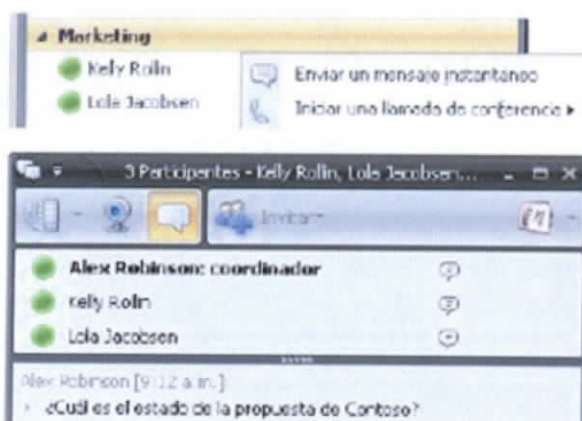 Marketing
Kelly Rolin
Enviar un mensaje instantáneo
Lola Jacobsen
Iniciar una llamada de conferencia
3 Participantes - Kelly Rolin, Lola Jacobsen...
Invitar
Alex Robinson: coordinador
Kelly Rolin
Lola Jacobsen
Alex Robinson [9:12 a.m.]:
¿Cuál es el estado de la propuesta de Contoso?